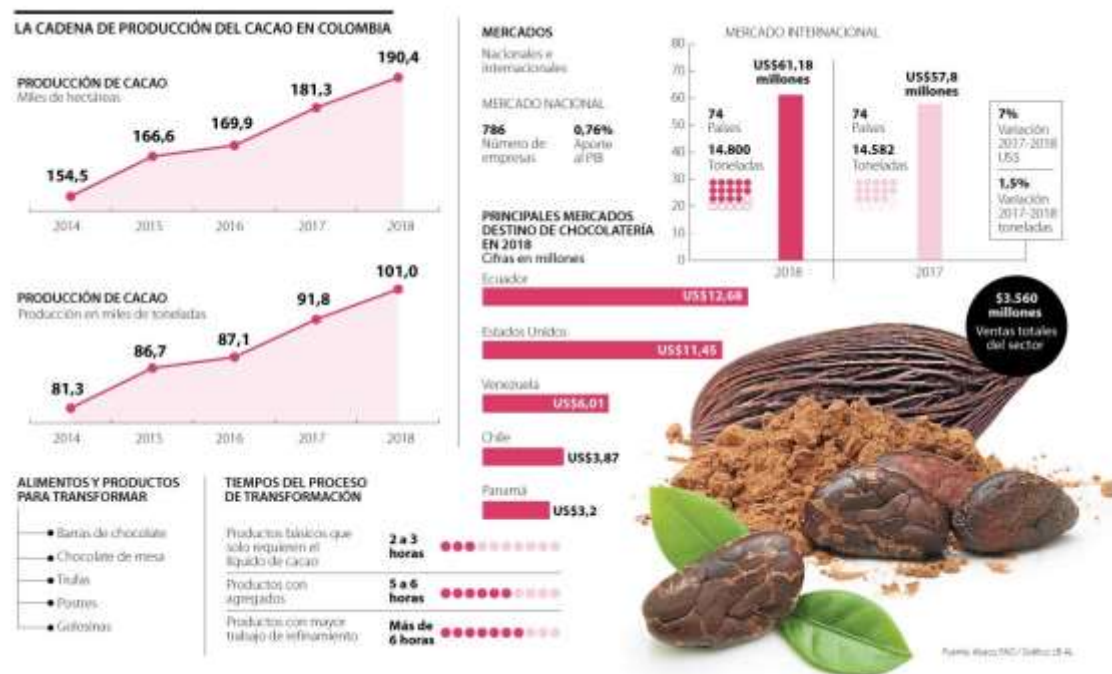 LA CADENA DE PRODUCCIÓN DEL CACAO EN COLOMBIA
PRODUCCIÓN DE CACAO
Miles de hectáreas
154,5
166,6
169,9
181,3
190,4
2014
2015
2016
2017
2018
PRODUCCIÓN DE CACAO
Producción en miles de toneladas
81,3
86,7
87,1
91,8
101,0
2014
2015
2016
2017
2018
ALIMENTOS Y PRODUCTOS
PARA TRANSFORMAR
Barras de chocolate
Chocolate de mesa
Trufas
Postres
Golosinas
TIEMPOS DEL PROCESO
DE TRANSFORMACIÓN
Productos básicos que
solo requieren el
líquido de cacao
2 a 3
horas
Productos con
agregados
5 a 6
horas
Productos con mayor
trabajo de refinamiento
Más de
6 horas
MERCADOS
Nacionales e
internacionales
MERCADO NACIONAL
786
Número de
empresas
0,76%
Aporte
al PIB
PRINCIPALES MERCADOS
DESTINO DE CHOCOLATERÍA
EN 2018
Cifras en millones
Ecuador
US$12,68
Estados Unidos
US$11,45
Venezuela
US$6,01
Chile
US$3,87
Panamá
US$3,2
MERCADO INTERNACIONAL
80
70
60
50
40
30
20
10
0
US$61,18
millones
74
Países
14.800
Toneladas
2018
US$57,8
millones
74
Países
14.582
Toneladas
2017
7%
Variación
2017-2018
US$
1,5%
Variación
2017-2018
toneladas
$3.560
millones
Ventas totales
del sector
Fuente:
/ Gráfico: LR-AL